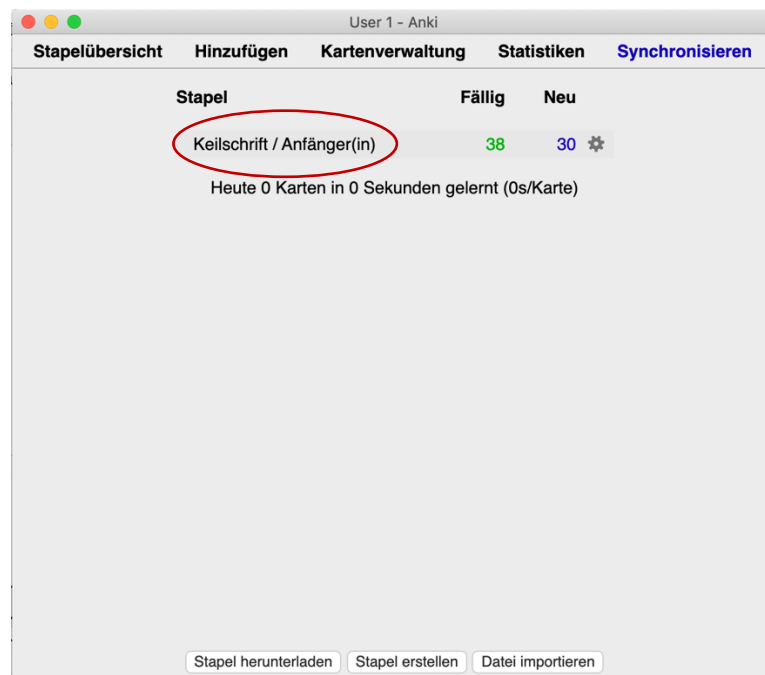 User 1 - Anki
Stapelübersicht Hinzufügen Kartenverwaltung Statistiken Synchronisieren
Stapel Fällig Neu
Keilschrift / Anfänger(in) 38 30
Heute 0 Karten in 0 Sekunden gelernt (0s/Karte)
Stapel herunterladen Stapel erstellen Datei importieren